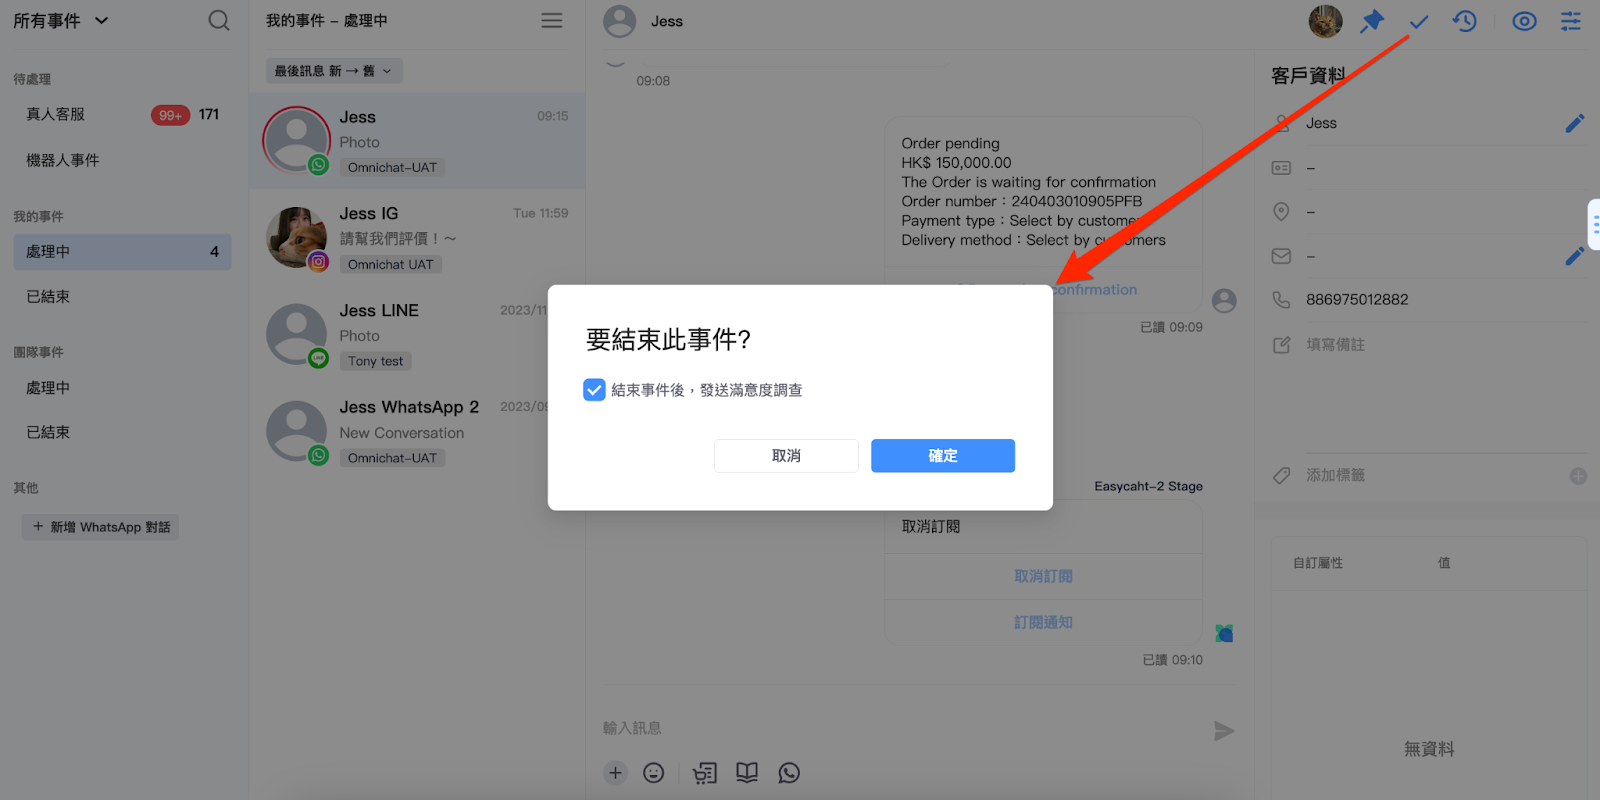 所有事件
待處理
真人客服 99+ 171
機器人事件
我的事件
處理中 4
已結束
團隊事件
處理中
已結束
其他
+ 新增 WhatsApp 對話
我的事件 – 處理中
最後訊息 新 → 舊
Jess 09:15
Photo
Omnichat-UAT
Jess IG Tue 11:59
請幫我們評價！～
Omnichat UAT
Jess LINE 2023/11
Photo
Tony test
Jess WhatsApp 2 2023/09
New Conversation
Omnichat-UAT
Jess
09:08
Order pending
HK$ 150,000.00
The Order is waiting for confirmation
Order number：240403010905PFB
Payment type：Select by customers
Delivery method：Select by customers
confirmation
已讀 09:09
要結束此事件?
結束事件後，發送滿意度調查
取消
確定
Easycaht-2 Stage
取消訂閱
取消訂閱
訂閱通知
已讀 09:10
輸入訊息
客戶資料
Jess
–
–
–
886975012882
填寫備註
添加標籤
自訂屬性 值
無資料